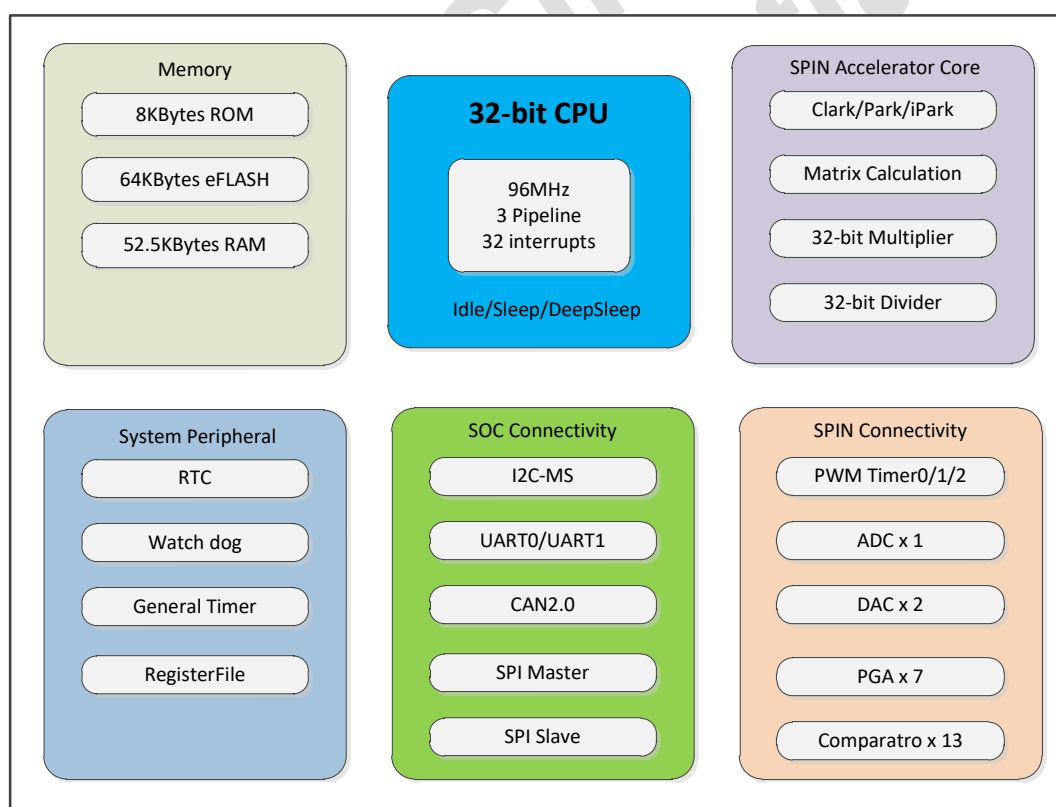 Memory
8KBytes ROM
64KBytes eFLASH
52.5KBytes RAM
32-bit CPU
96MHz
3 Pipeline
32 interrupts
Idle/Sleep/DeepSleep
SPIN Accelerator Core
Clark/Park/iPark
Matrix Calculation
32-bit Multiplier
32-bit Divider
System Peripheral
RTC
Watch dog
General Timer
RegisterFile
SOC Connectivity
I2C-MS
UART0/UART1
CAN2.0
SPI Master
SPI Slave
SPIN Connectivity
PWM Timer0/1/2
ADC x 1
DAC x 2
PGA x 7
Comparatro x 13